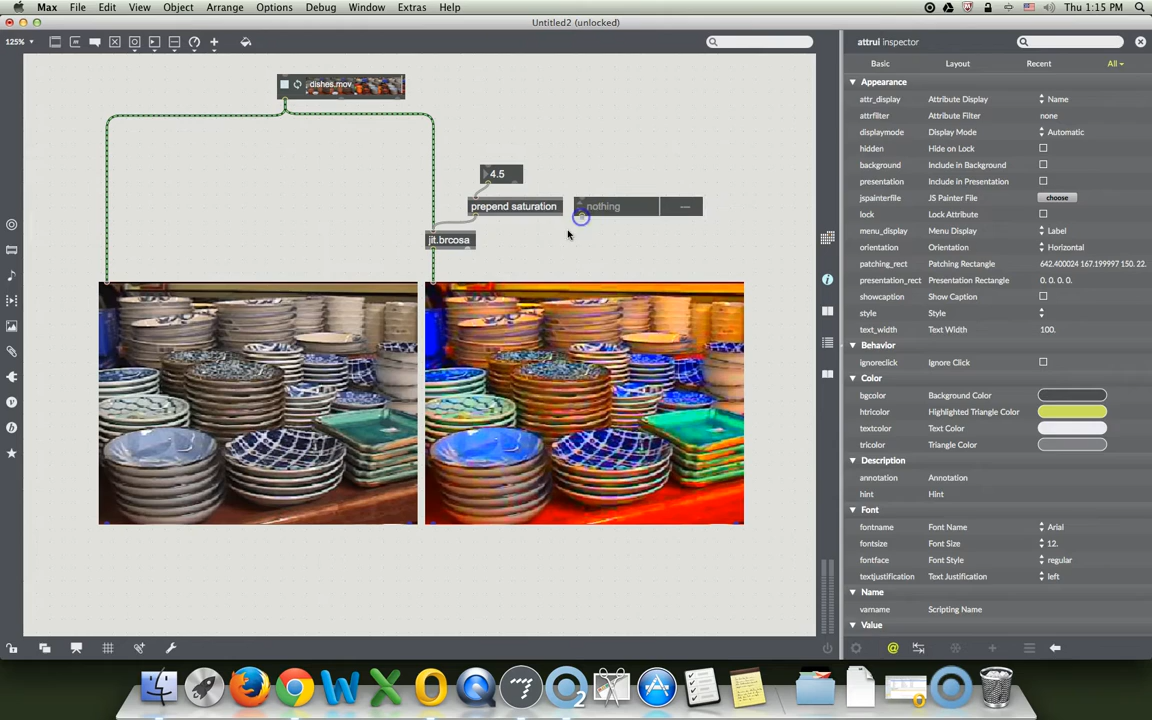 Max File Edit View Object Arrange Options Debug Extras Help Thu 1:15 PM
Untitled2 (unlocked)
125%
attrui inspector
Basic Layout Recent All
dishes.mov
4.5
prepend saturation
nothing ---
jit.brcosa
Appearance
attr_display Attribute Display Name
attrfilter Attribute Filter none
displaymode Display Mode Automatic
hidden Hide on Lock
background Include in Background
presentation Include in Presentation
jspainterfile JS Painter File choose
lock Lock Attribute
menu_display Menu Display Label
orientation Orientation Horizontal
patching_rect Patching Rectangle 642.400024 167.199997 150. 22.
presentation_rect Presentation Rectangle 0. 0. 0. 0.
showcaption Show Caption
style Style
text_width Text Width 100.
Behavior
ignoreclick Ignore Click
Color
bgcolor Background Color
htricolor Highlighted Triangle Color
textcolor Text Color
tricolor Triangle Color
Description
annotation Annotation
hint Hint
Font
fontname Font Name Arial
fontsize Font Size 12.
fontface Font Style regular
textjustification Text Justification left
Name
varname Scripting Name
Value
2